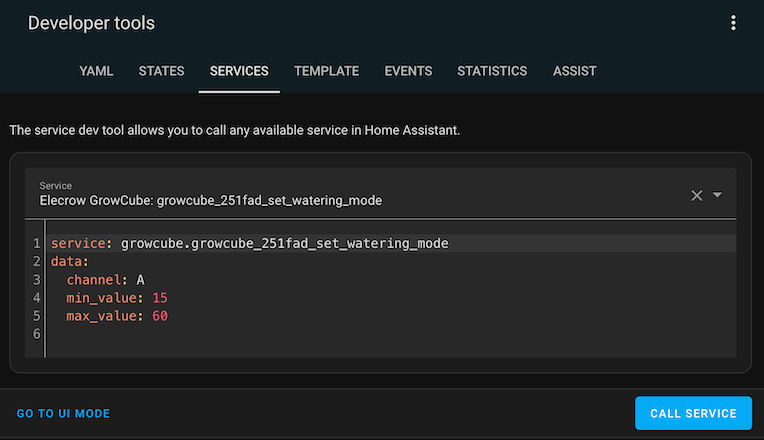 Developer tools
YAML STATES SERVICES TEMPLATE EVENTS STATISTICS ASSIST
The service dev tool allows you to call any available service in Home Assistant.
Service
Elecrow GrowCube: growcube_251fad_set_watering_mode
1 service: growcube.growcube_251fad_set_watering_mode
2 data:
3   channel: A
4   min_value: 15
5   max_value: 60
6
GO TO UI MODE CALL SERVICE